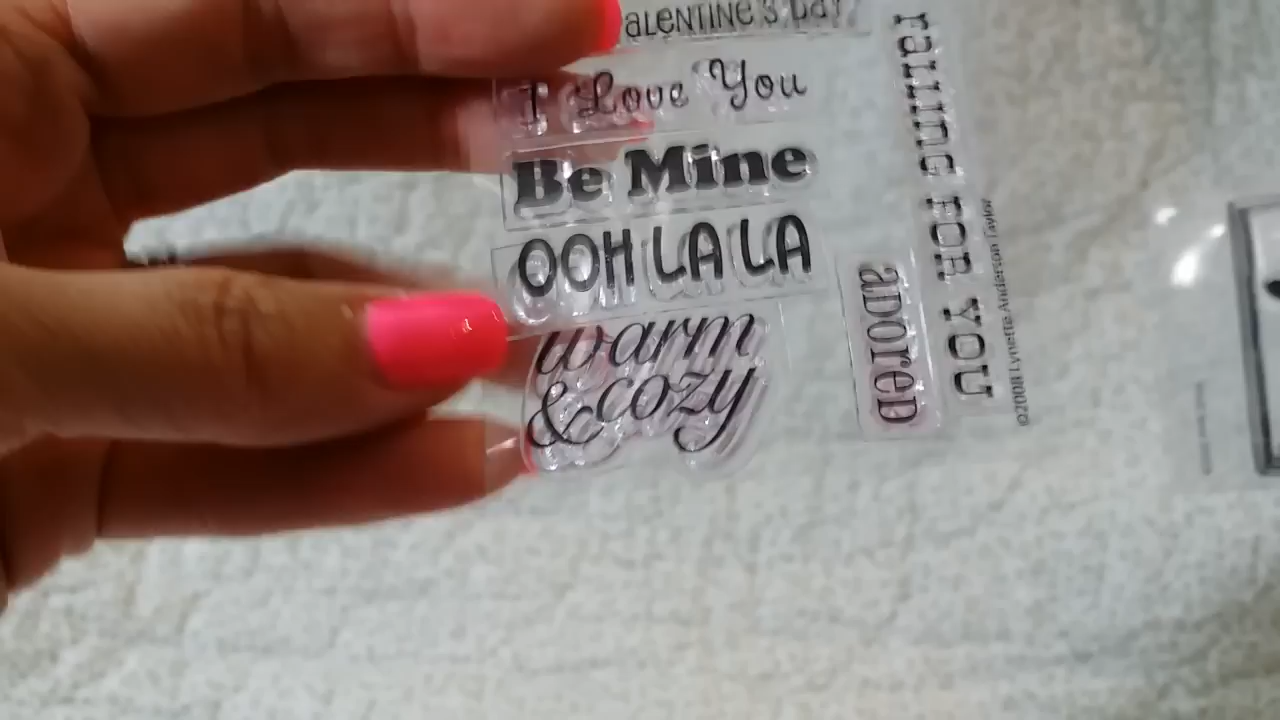 ALENTINE'S DAY
I Love You
Be Mine
OOH LA LA
warm
& cozy
ADORED
FALLING FOR YOU
©2008 Lynette Anderson Taylor